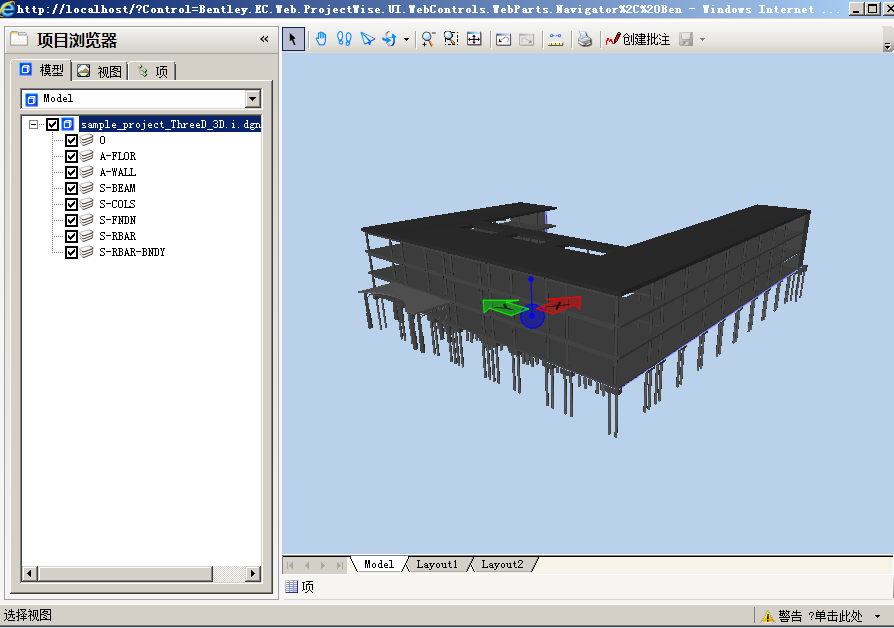 http://localhost/?Control=Bentley.EC.Web.ProjectWise.UI.WebControls.WebParts.Navigator%2C%20Ben - Windows Internet ...
项目浏览器 «
创建批注
模型 视图 项
Model
sample_project_ThreeD_3D.i.dgn
0
A-FLOR
A-WALL
S-BEAM
S-COLS
S-FNDN
S-RBAR
S-RBAR-BNDY
Model Layout1 Layout2
项
选择视图 警告 ?单击此处